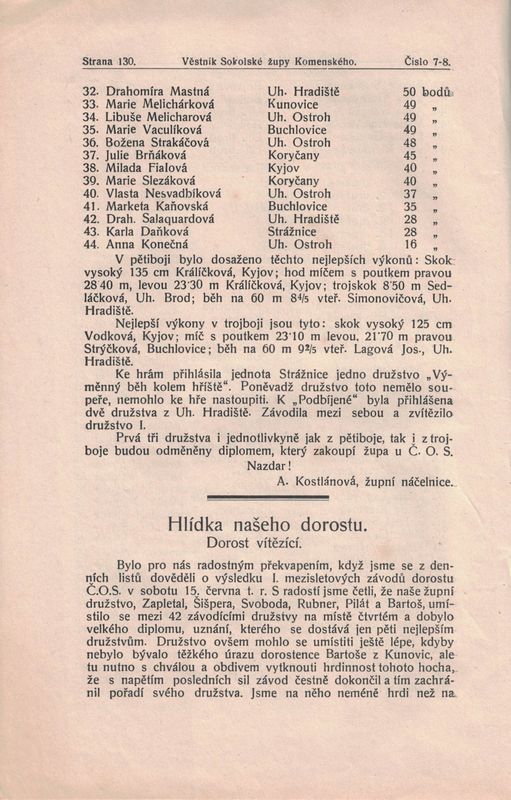 Strana 130. Věstník Sokolské župy Komenského. Číslo 7-8.
32. Drahomíra Mastná Uh. Hradiště 50 bodů
33. Marie Melichárková Kunovice 49 „
34. Libuše Melicharová Uh. Ostroh 49 „
35. Marie Vaculíková Buchlovice 49 „
36. Božena Strakáčová Uh. Ostroh 48 „
37. Julie Brňáková Koryčany 45 „
38. Milada Fialová Kyjov 40 „
39. Marie Slezáková Koryčany 40 „
40. Vlasta Nesvadbíková Uh. Ostroh 37 „
41. Marketa Kaňovská Buchlovice 35 „
42. Drah. Salaquardová Uh. Hradiště 28 „
43. Karla Daňková Strážnice 28 „
44. Anna Konečná Uh. Ostroh 16 „
V pětiboji bylo dosaženo těchto nejlepších výkonů: Skok
vysoký 135 cm Králíčková, Kyjov; hod míčem s poutkem pravou
28˙40 m, levou 23˙30 m Králíčková, Kyjov; trojskok 8˙50 m Sed-
láčková, Uh. Brod; běh na 60 m 8⁴/₅ vteř. Simonovičová, Uh.
Hradiště.
Nejlepší výkony v trojboji jsou tyto: skok vysoký 125 cm
Vodková, Kyjov; míč s poutkem 23˙10 m levou, 21˙70 m pravou
Strýčková, Buchlovice; běh na 60 m 9²/₅ vteř. Lagová Jos., Uh.
Hradiště.
Ke hrám přihlásila jednota Strážnice jedno družstvo „Vý-
měnný běh kolem hříště“. Poněvadž družstvo toto nemělo sou-
peře, nemohlo ke hře nastoupiti. K „Podbíjené“ byla přihlášena
dvě družstva z Uh. Hradiště. Závodila mezi sebou a zvítězilo
družstvo I.
Prvá tři družstva i jednotlivkyně jak z pětiboje, tak i z troj-
boje budou odměněny diplomem, který zakoupí župa u Č. O. S.
Nazdar!
A. Kostlánová, župní náčelnice.
Hlídka našeho dorostu.
Dorost vítězící.
Bylo pro nás radostným překvapením, když jsme se z den-
ních listů dověděli o výsledku I. mezisletových závodů dorostu
Č.O.S. v sobotu 15. června t. r. S radostí jsme četli, že naše župní
družstvo, Zapletal, Šišpera, Svoboda, Rubner, Pilát a Bartoš, umí-
stilo se mezi 42 závodícími družstvy na místě čtvrtém a dobylo
velkého diplomu, uznání, kterého se dostává jen pěti nejlepším
družstvům. Družstvo ovšem mohlo se umístiti ještě lépe, kdyby
nebylo bývalo těžkého úrazu dorostence Bartoše z Kunovic, ale
tu nutno s chválou a obdivem vytknouti hrdinnost tohoto hocha,
že s napětím posledních sil závod čestně dokončil a tím zachrá-
nil pořadí svého družstva. Jsme na něho neméně hrdi než na